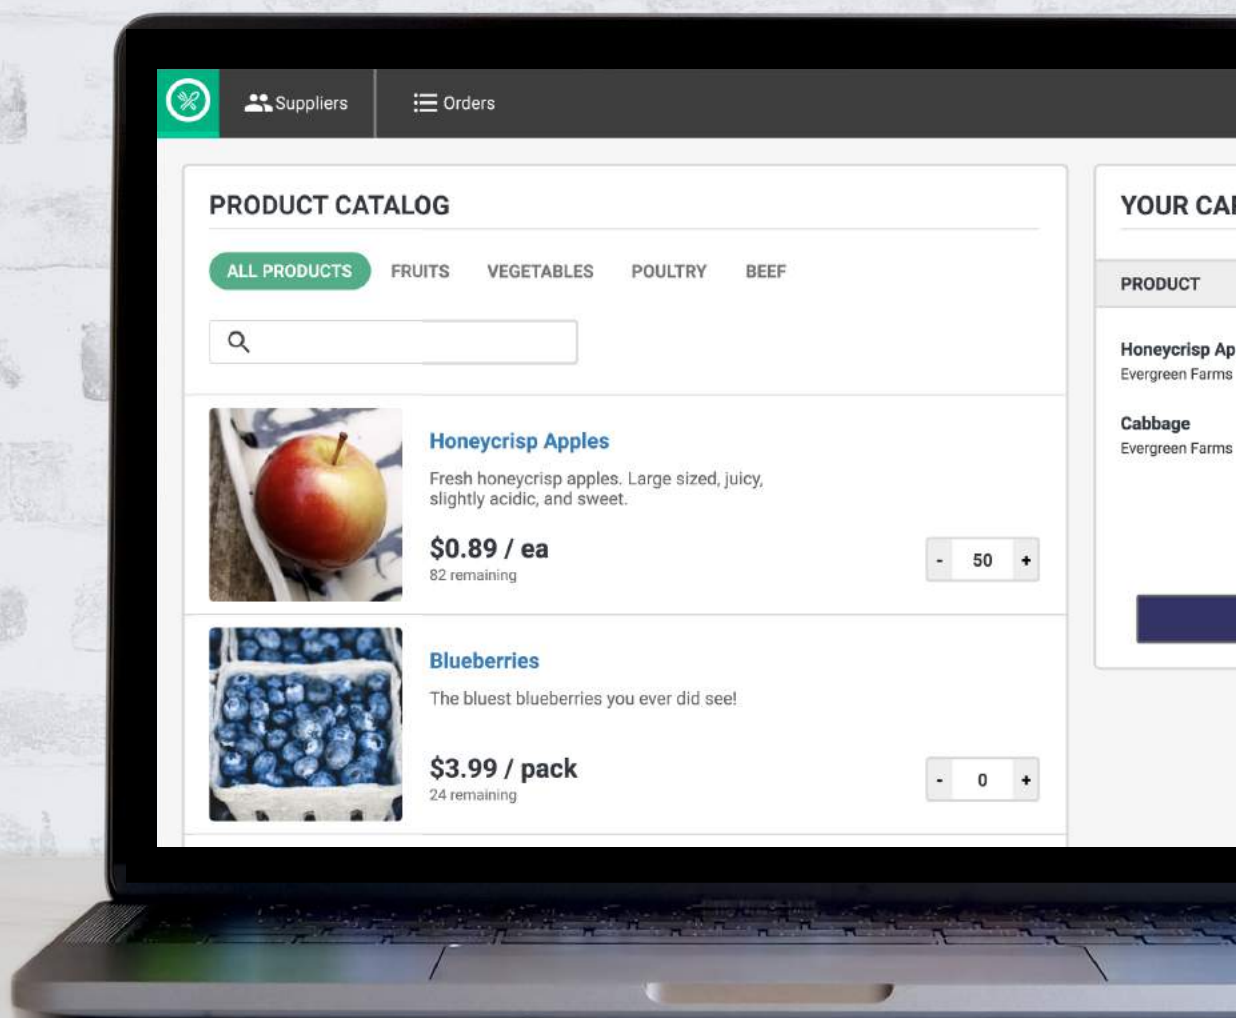 Suppliers
Orders
PRODUCT CATALOG
ALL PRODUCTS FRUITS VEGETABLES POULTRY BEEF
Honeycrisp Apples
Fresh honeycrisp apples. Large sized, juicy,
slightly acidic, and sweet.
$0.89 / ea
82 remaining
- 50 +
Blueberries
The bluest blueberries you ever did see!
$3.99 / pack
24 remaining
- 0 +
YOUR
PRODUCT
Honeycrisp
Evergreen Farms
Cabbage
Evergreen Farms